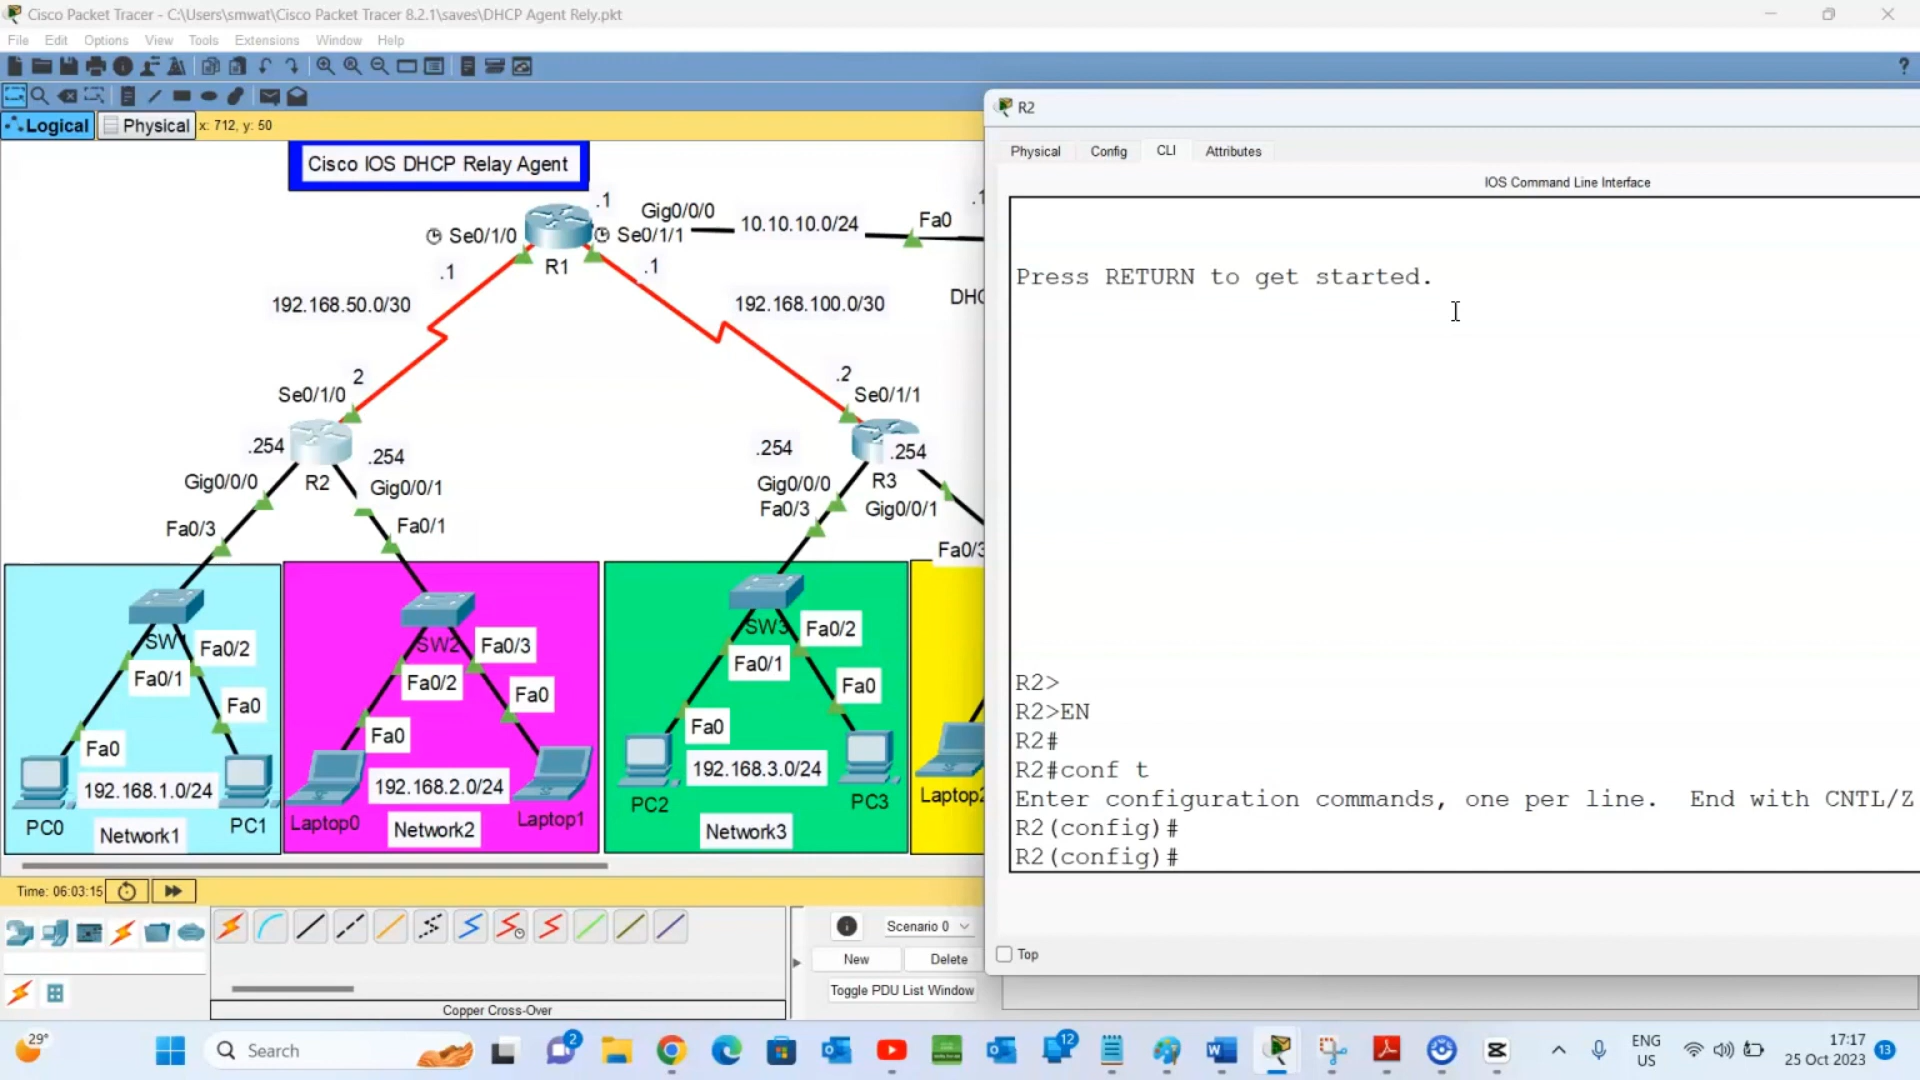 Cisco Packet Tracer - C:\Users\smwat\Cisco Packet Tracer 8.2.1\saves\DHCP Agent Rely.pkt
File Edit Options View Tools Extensions Window Help
?
Logical Physical x: 712, y: 50
Cisco IOS DHCP Relay Agent
.1
Gig0/0/0
10.10.10.0/24
Fa0
.1
Se0/1/0
Se0/1/1
R1
.1
.1
192.168.50.0/30
192.168.100.0/30
DHC
2
Se0/1/0
.2
Se0/1/1
.254
.254
R2
Gig0/0/0
Gig0/0/1
Fa0/3
Fa0/1
.254
.254
R3
Gig0/0/0
Fa0/3
Gig0/0/1
Fa0/3
SW1
Fa0/2
Fa0/1
Fa0
Fa0
192.168.1.0/24
PC0
PC1
Network1
SW2
Fa0/3
Fa0/2
Fa0
Fa0
192.168.2.0/24
Laptop0
Laptop1
Network2
SW3
Fa0/2
Fa0/1
Fa0
Fa0
192.168.3.0/24
PC2
PC3
Network3
Laptop2
R2
Physical Config CLI Attributes
IOS Command Line Interface
Press RETURN to get started.
R2>
R2>EN
R2#
R2#conf t
Enter configuration commands, one per line. End with CNTL/Z
R2(config)#
R2(config)#
Top
Time: 06:03:15
Scenario 0
New Delete
Toggle PDU List Window
Copper Cross-Over
29°
Search
2
12
ENG
US
17:17
25 Oct 2023
13